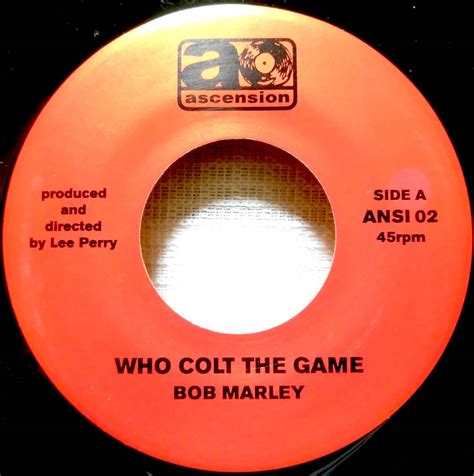 a
ascension
produced
and
directed
by Lee Perry
SIDE A
ANSI 02
45rpm
WHO COLT THE GAME
BOB MARLEY